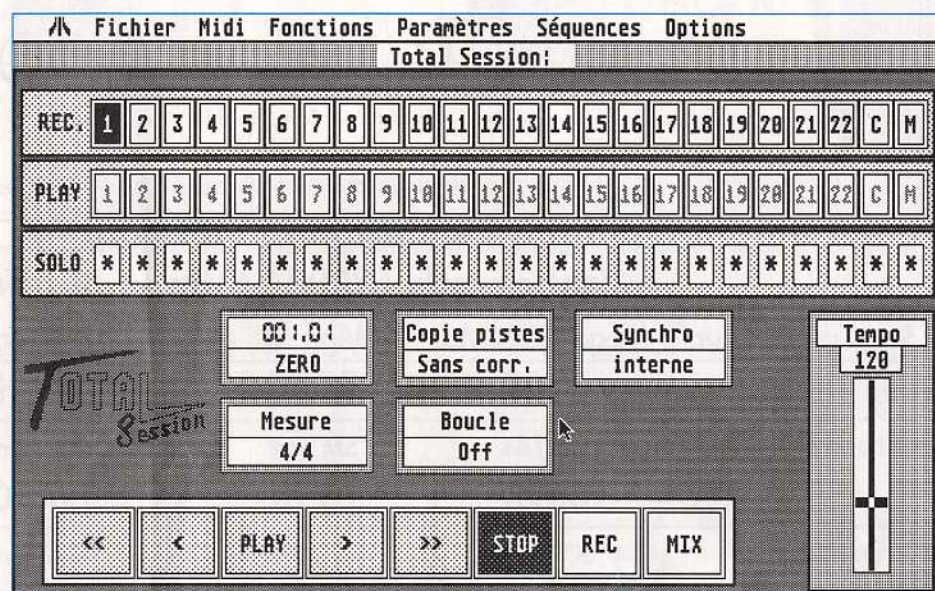 Fichier Midi Fonctions Paramètres Séquences Options
Total Session:
REC. 1 2 3 4 5 6 7 8 9 10 11 12 13 14 15 16 17 18 19 20 21 22 C M
PLAY 1 2 3 4 5 6 7 8 9 10 11 12 13 14 15 16 17 18 19 20 21 22 C M
SOLO * * * * * * * * * * * * * * * * * * * * * * * *
001.01
ZERO
Copie pistes
Sans corr.
Synchro
interne
Tempo
120
TOTAL
Session
Mesure
4/4
Boucle
Off
<< < PLAY > >> STOP REC MIX